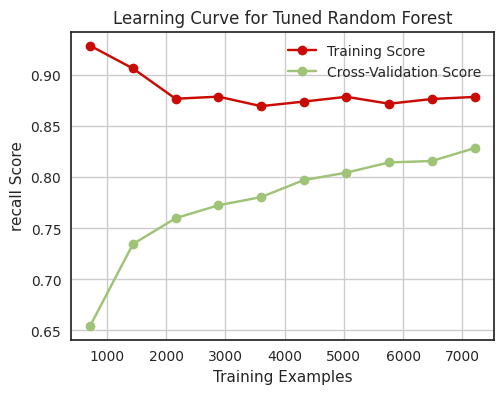 Learning Curve for Tuned Random Forest
Training Score
Cross-Validation Score
recall Score
0.90
0.85
0.80
0.75
0.70
0.65
1000 2000 3000 4000 5000 6000 7000
Training Examples